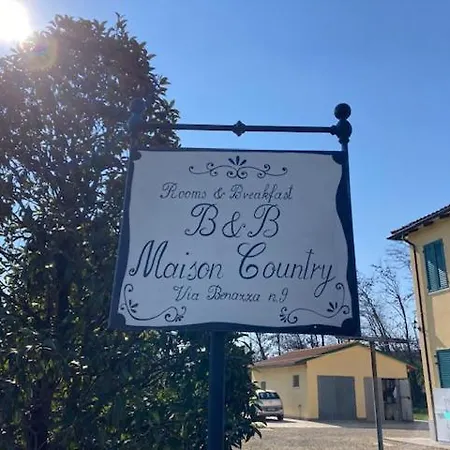 Rooms & Breakfast
B & B
Maison Country
Via Benazza n.9